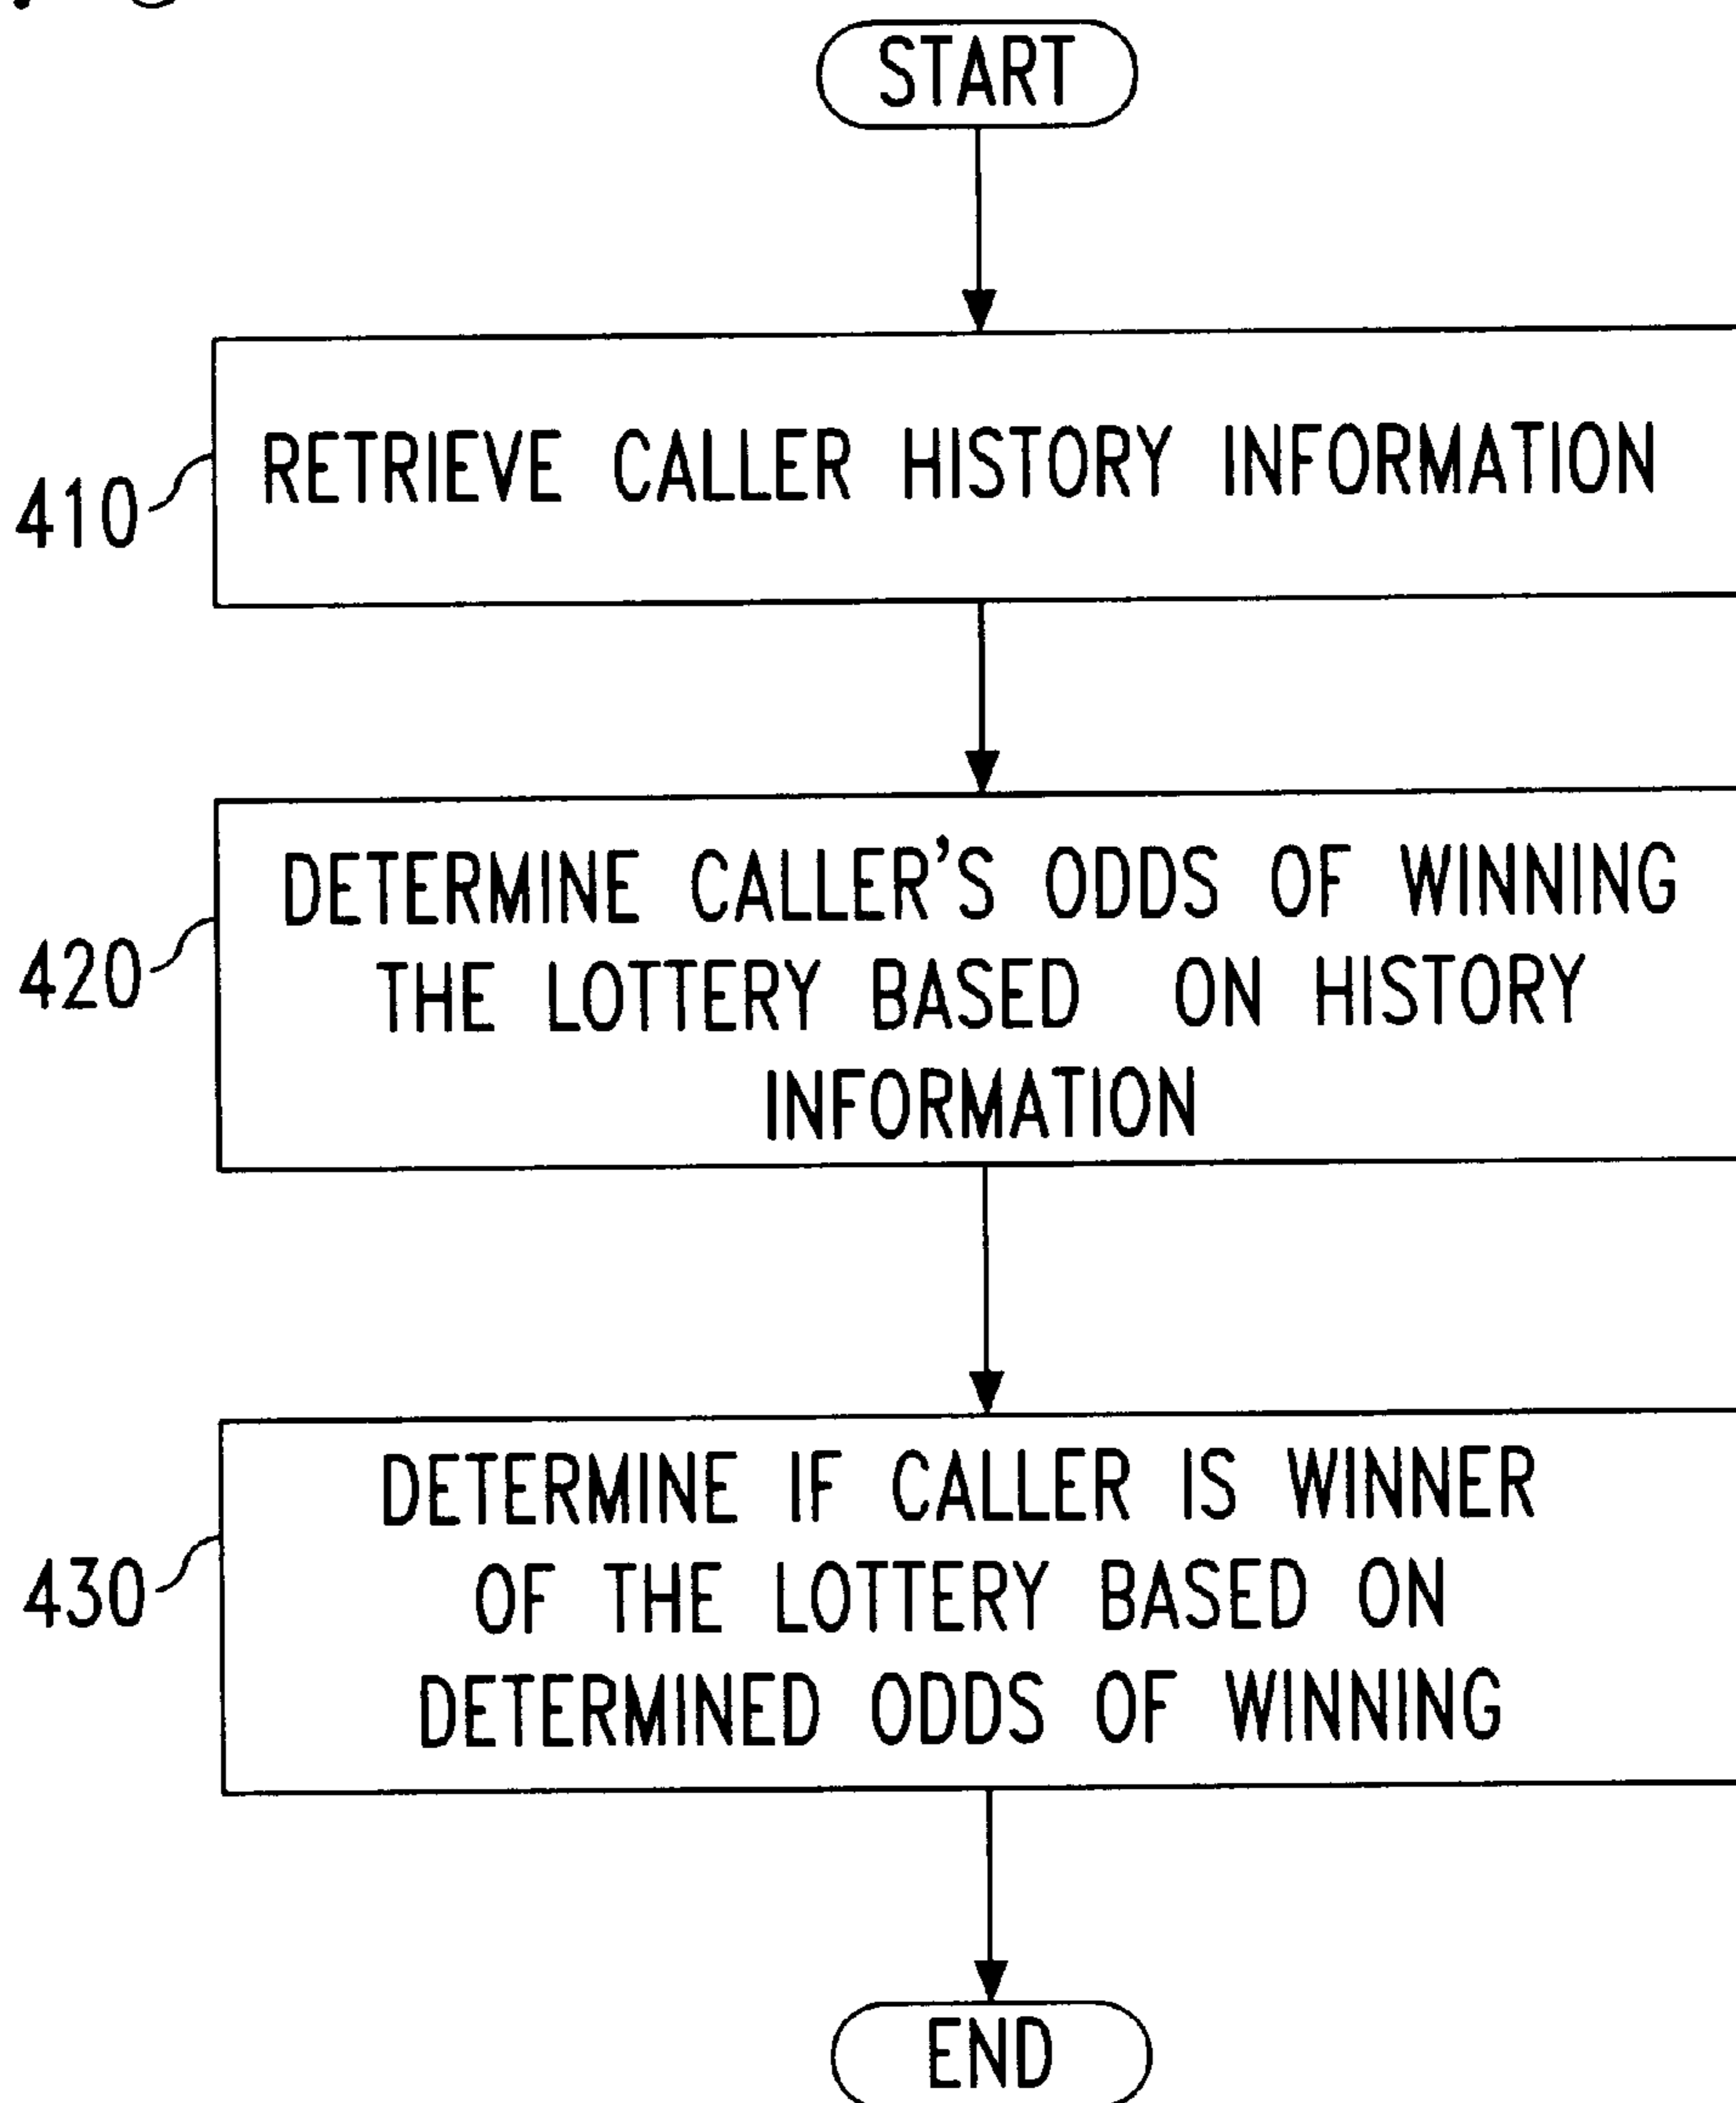 START
RETRIEVE CALLER HISTORY INFORMATION
410
DETERMINE CALLER'S ODDS OF WINNING
THE LOTTERY BASED ON HISTORY
INFORMATION
420
DETERMINE IF CALLER IS WINNER
OF THE LOTTERY BASED ON
DETERMINED ODDS OF WINNING
430
END